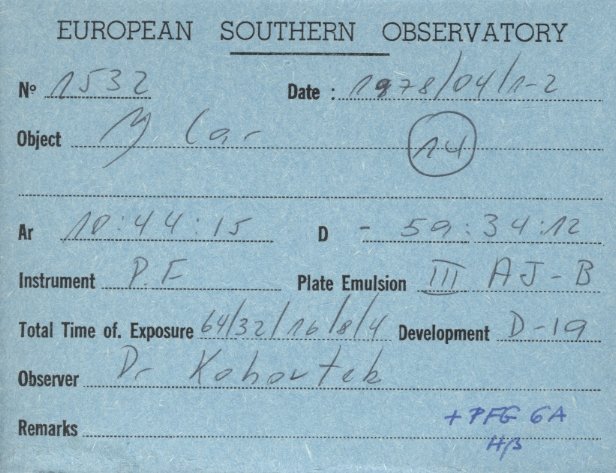 EUROPEAN SOUTHERN OBSERVATORY
Nº 1532 Date : 1978/04/1-2
Object η Car 14
Ar 10:44:15 D - 59:34:12
Instrument P.F Plate Emulsion III AJ-B
Total Time of. Exposure 64/32/16/8/4 Development D-19
Observer Dr Kohoutek
Remarks + PFG 6A
Hβ